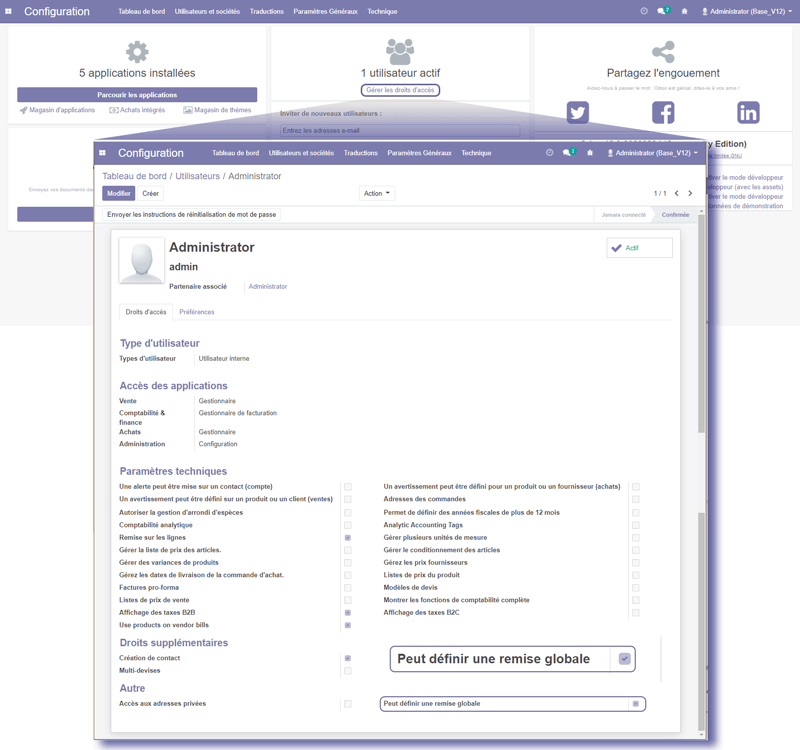 Configuration Tableau de bord Utilisateurs et sociétés Traductions Paramètres Généraux Technique 7 Administrator (Base_V12)
5 applications installées
Parcourir les applications
Magasin d'applications Achats intégrés Magasin de thèmes
1 utilisateur actif
Gérer les droits d'accès
Inviter de nouveaux utilisateurs :
Entrez les adresses e-mail
Partagez l'engouement
Aidez-nous à passer le mot : Odoo est génial, dites-le à vos amis !
y Edition)
Envoyez vos documents da
tiver le mode développeur
eloppeur (avec les assets)
tiver le mode développeur
onnées de démonstration
Configuration Tableau de bord Utilisateurs et sociétés Traductions Paramètres Généraux Technique Administrator (Base_V12)
Tableau de bord / Utilisateurs / Administrator
Modifier Créer Action 1 / 1
Envoyer les instructions de réinitialisation de mot de passe Jamais connecté Confirmée
Administrator
Actif
admin
Partenaire associé Administrator
Droits d'accès Préférences
Type d'utilisateur
Types d'utilisateur Utilisateur interne
Accès des applications
Vente Gestionnaire
Comptabilité & Gestionnaire de facturation
finance
Achats Gestionnaire
Administration Configuration
Paramètres techniques
Une alerte peut être mise sur un contact (compte) Un avertissement peut être défini pour un produit ou un fournisseur (achats)
Un avertissement peut être défini sur un produit ou un client (ventes) Adresses des commandes
Autoriser la gestion d'arrondi d'espèces Permet de définir des années fiscales de plus de 12 mois
Comptabilité analytique Analytic Accounting Tags
Remise sur les lignes Gérer plusieurs unités de mesure
Gérer la liste de prix des articles. Gérer le conditionnement des articles
Gérer des variances de produits Gérez les prix fournisseurs
Gérez les dates de livraison de la commande d'achat. Listes de prix du produit
Factures pro-forma Modèles de devis
Listes de prix de vente Montrer les fonctions de comptabilité complète
Affichage des taxes B2B Affichage des taxes B2C
Use products on vendor bills
Droits supplémentaires
Création de contact
Multi-devises
Peut définir une remise globale
Autre
Accès aux adresses privées Peut définir une remise globale